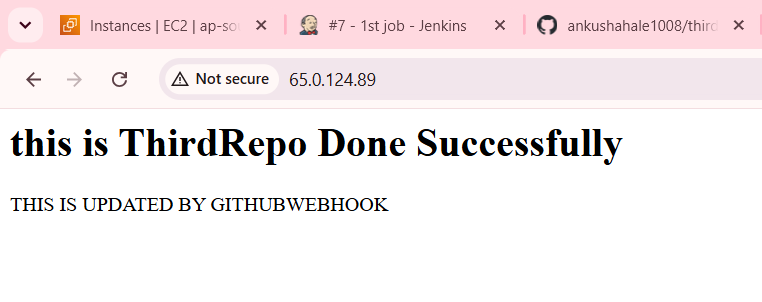 Instances | EC2 | ap-sou
#7 - 1st job - Jenkins
ankushahale1008/third
Not secure
65.0.124.89
this is ThirdRepo Done Successfully
THIS IS UPDATED BY GITHUBWEBHOOK